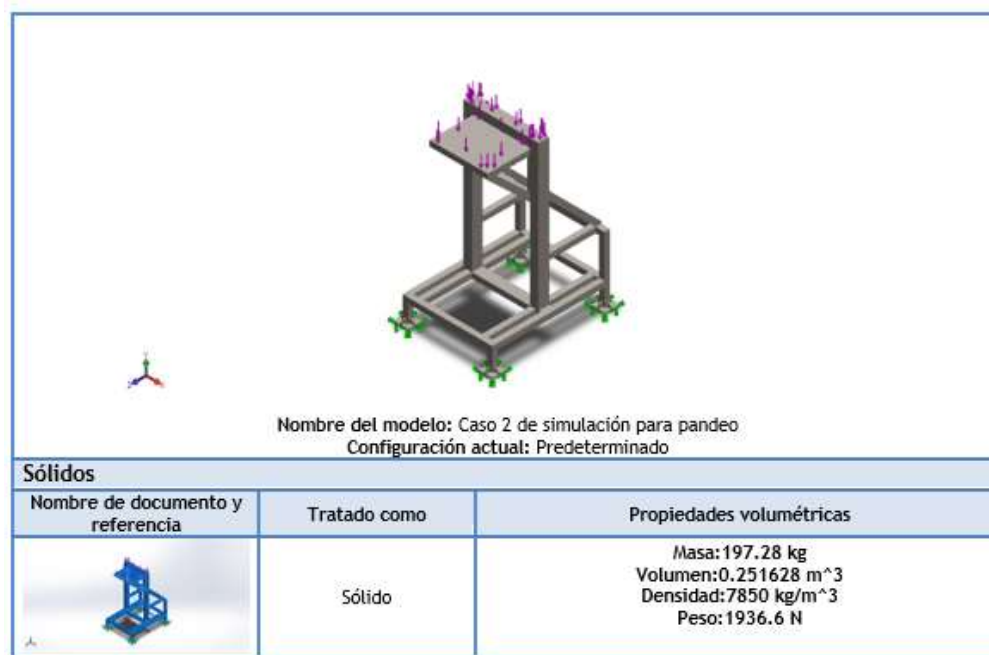 Nombre del modelo: Caso 2 de simulación para pandeo
Configuración actual: Predeterminado
Sólidos
Nombre de documento y
referencia
Tratado como
Propiedades volumétricas
Sólido
Masa:197.28 kg
Volumen:0.251628 m^3
Densidad:7850 kg/m^3
Peso:1936.6 N